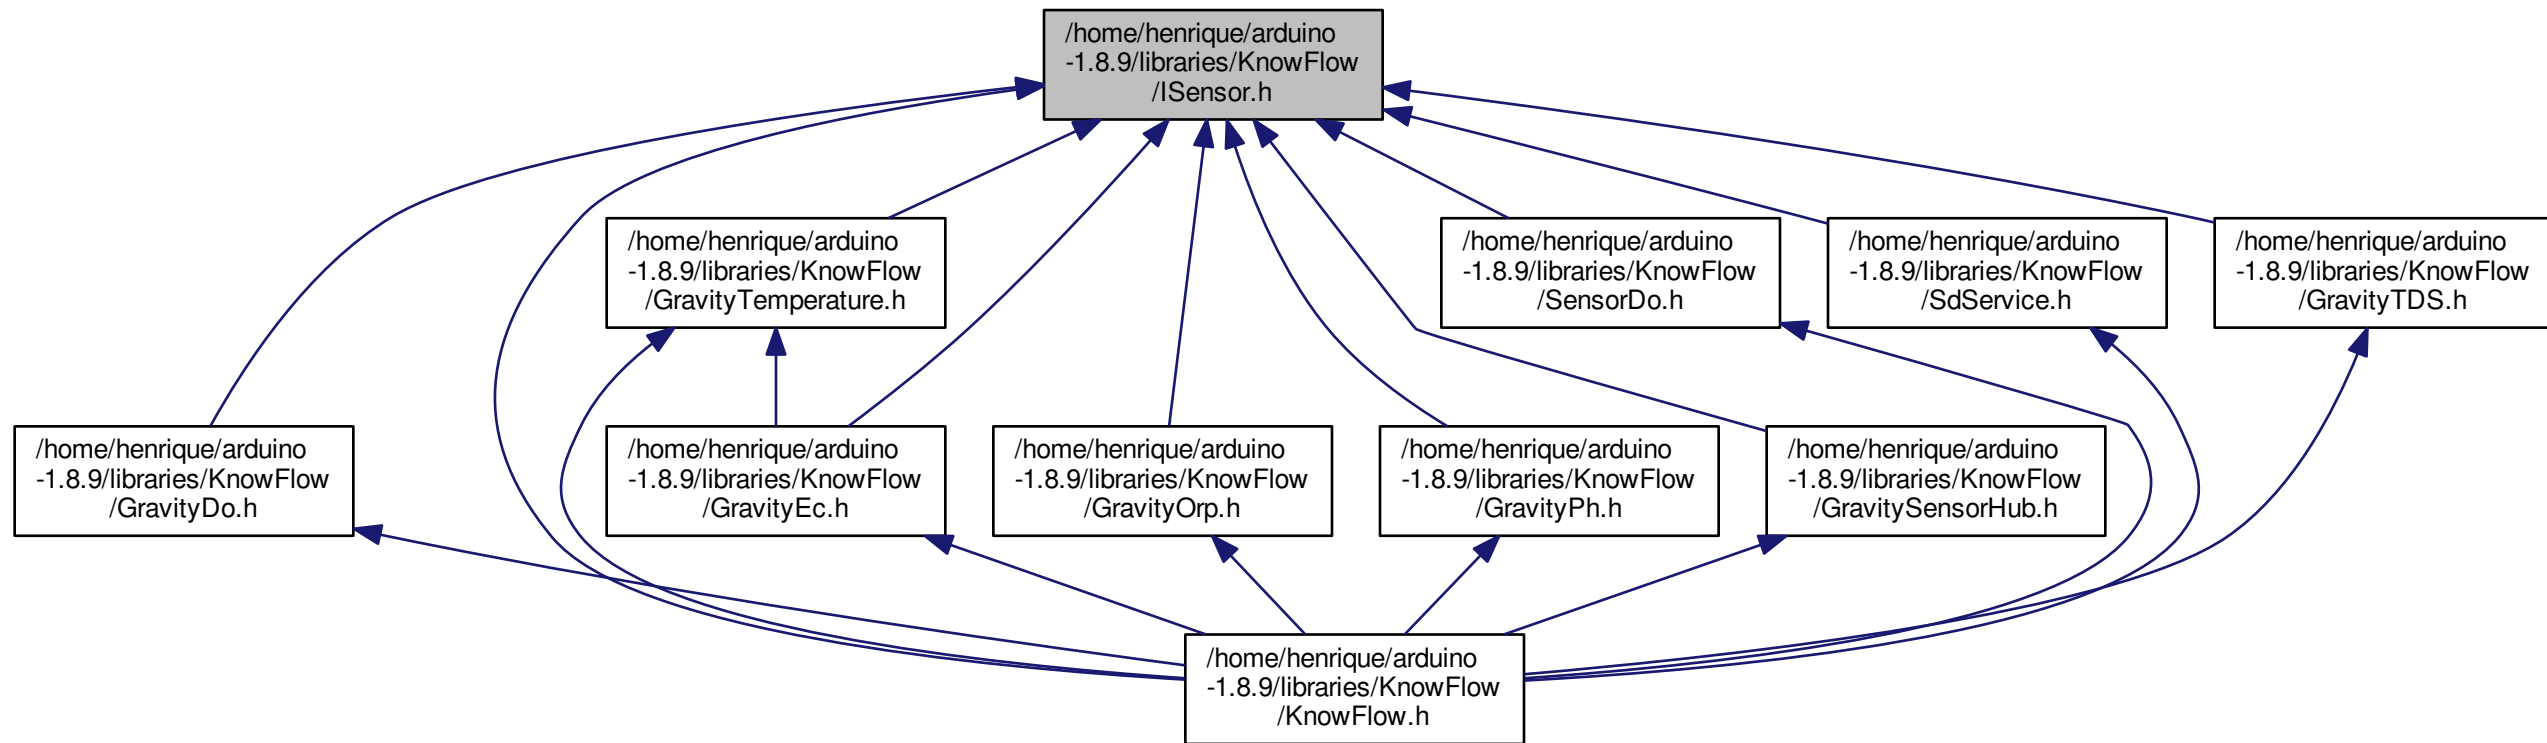 /home/henrique/arduino
-1.8.9/libraries/KnowFlow
/ISensor.h
/home/henrique/arduino
-1.8.9/libraries/KnowFlow
/GravityTemperature.h
/home/henrique/arduino
-1.8.9/libraries/KnowFlow
/SensorDo.h
/home/henrique/arduino
-1.8.9/libraries/KnowFlow
/SdService.h
/home/henrique/arduino
-1.8.9/libraries/KnowFlow
/GravityTDS.h
/home/henrique/arduino
-1.8.9/libraries/KnowFlow
/GravityDo.h
/home/henrique/arduino
-1.8.9/libraries/KnowFlow
/GravityEc.h
/home/henrique/arduino
-1.8.9/libraries/KnowFlow
/GravityOrp.h
/home/henrique/arduino
-1.8.9/libraries/KnowFlow
/GravityPh.h
/home/henrique/arduino
-1.8.9/libraries/KnowFlow
/GravitySensorHub.h
/home/henrique/arduino
-1.8.9/libraries/KnowFlow
/KnowFlow.h